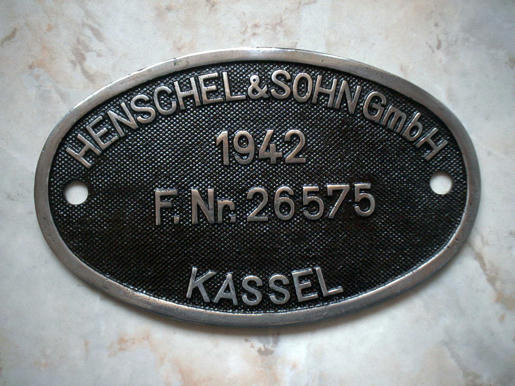 HENSCHEL & SOHN GmbH
1942
F. Nr. 26575
KASSEL